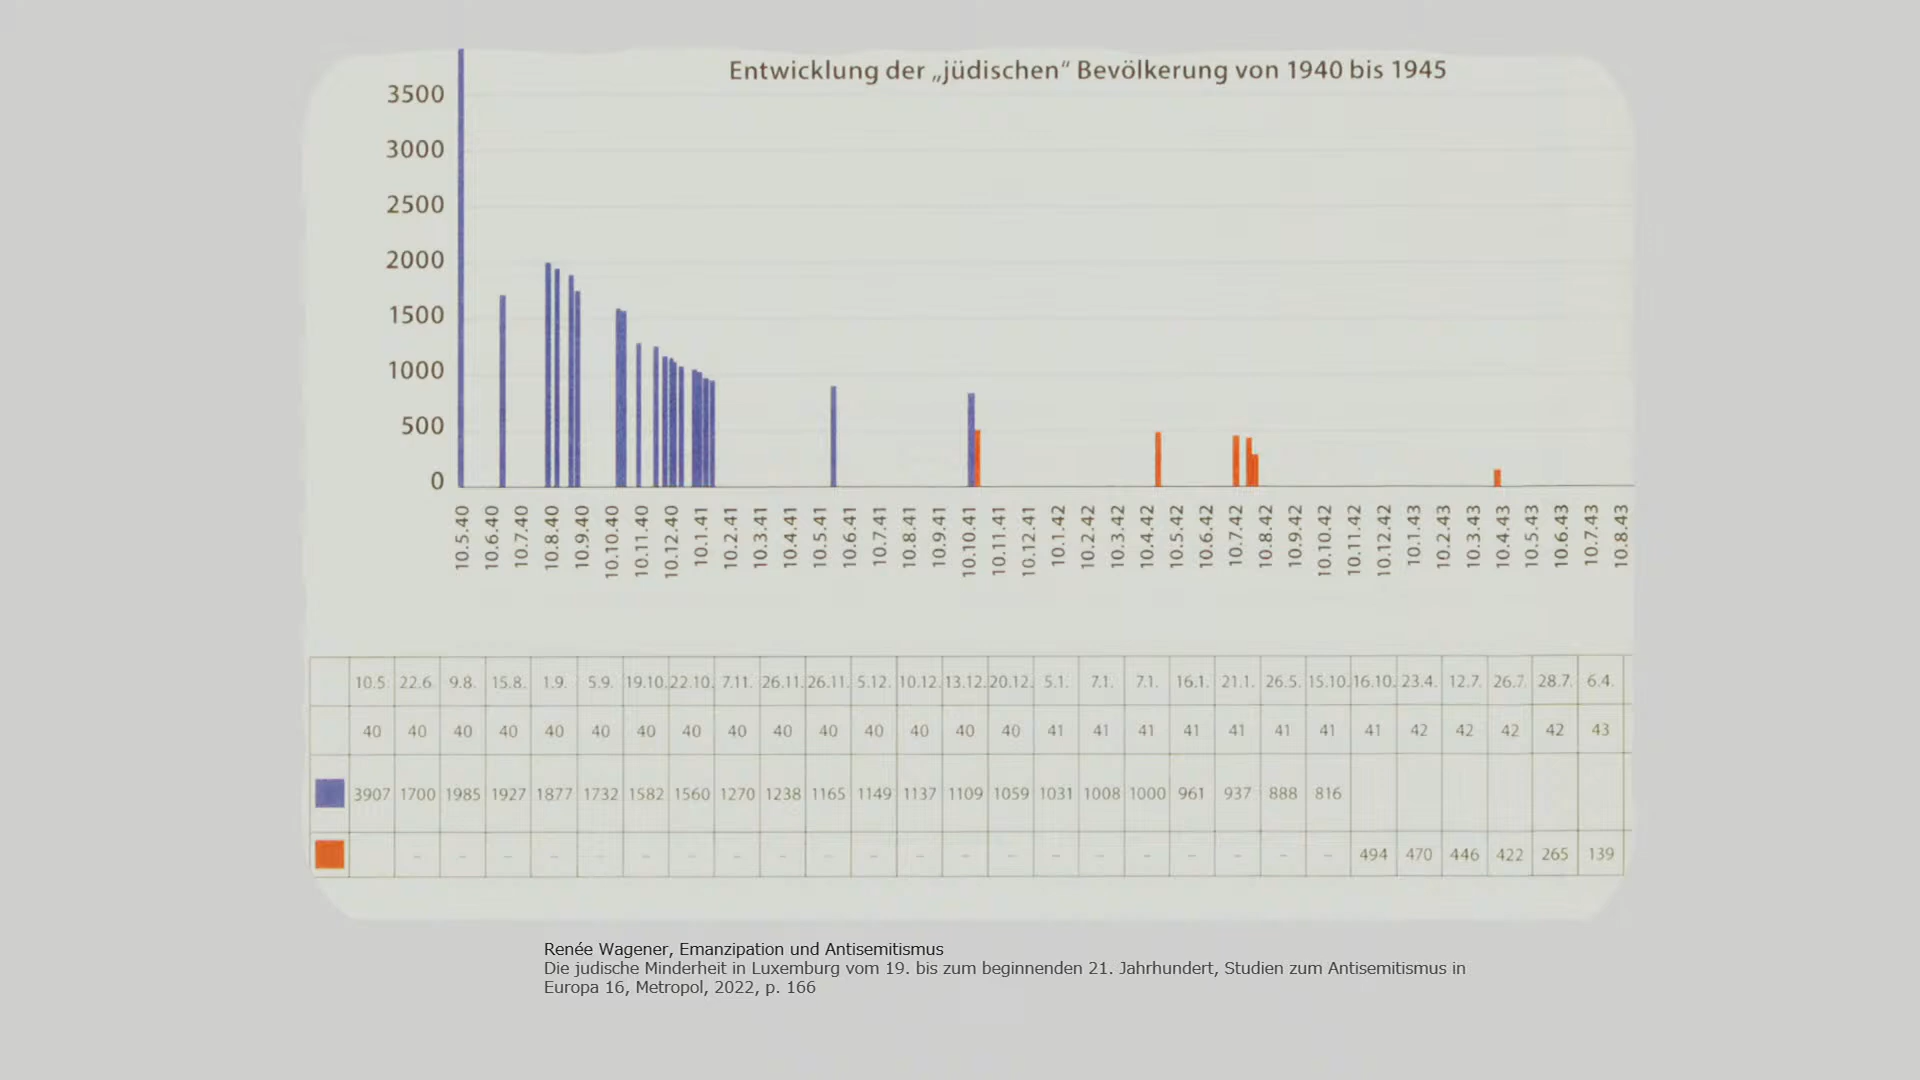 Entwicklung der „jüdischen“ Bevölkerung von 1940 bis 1945
3500
3000
2500
2000
1500
1000
500
0
10.5.40 10.6.40 10.7.40 10.8.40 10.9.40 10.10.40 10.11.40 10.12.40 10.1.41 10.2.41 10.3.41 10.4.41 10.5.41 10.6.41 10.7.41 10.8.41 10.9.41 10.10.41 10.11.41 10.12.41 10.1.42 10.2.42 10.3.42 10.4.42 10.5.42 10.6.42 10.7.42 10.8.42 10.9.42 10.10.42 10.11.42 10.12.42 10.1.43 10.2.43 10.3.43 10.4.43 10.5.43 10.6.43 10.7.43 10.8.43
10.5. 22.6. 9.8. 15.8. 1.9. 5.9. 19.10. 22.10. 7.11. 26.11. 26.11. 5.12. 10.12. 13.12. 20.12. 5.1. 7.1. 7.1. 16.1. 21.1. 26.5. 15.10. 16.10. 23.4. 12.7. 26.7. 28.7. 6.4.
40 40 40 40 40 40 40 40 40 40 40 40 40 40 40 41 41 41 41 41 41 41 41 42 42 42 42 43
3907 1700 1985 1927 1877 1732 1582 1560 1270 1238 1165 1149 1137 1109 1059 1031 1008 1000 961 937 888 816
– – – – – – – – – – – – – – – – – – – – – 494 470 446 422 265 139
Renée Wagener, Emanzipation und Antisemitismus
Die judische Minderheit in Luxemburg vom 19. bis zum beginnenden 21. Jahrhundert, Studien zum Antisemitismus in
Europa 16, Metropol, 2022, p. 166